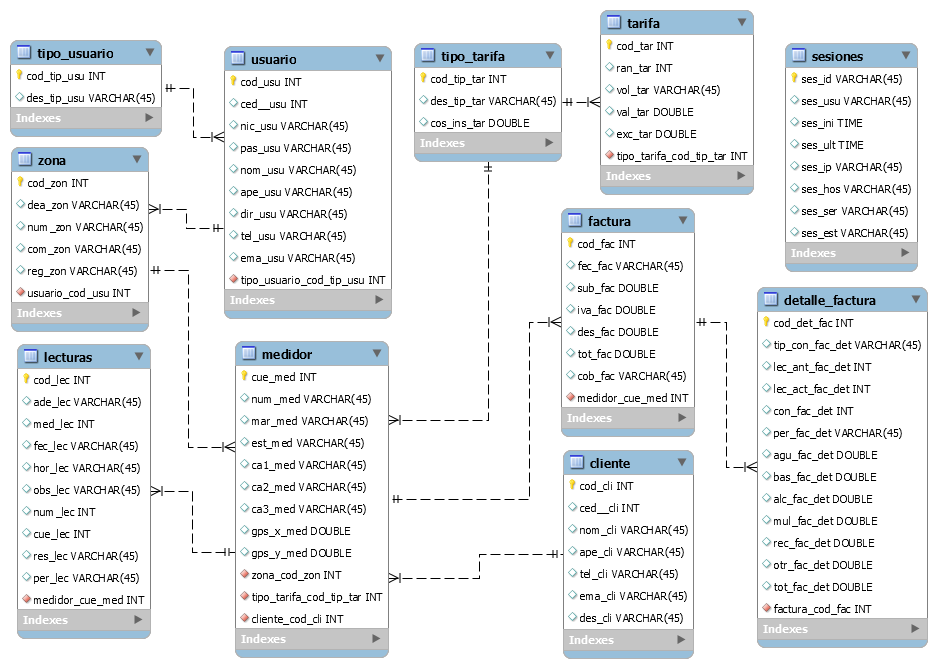 tipo_usuario
cod_tip_usu INT
des_tip_usu VARCHAR(45)
Indexes
usuario
cod_usu INT
ced__usu INT
nic_usu VARCHAR(45)
pas_usu VARCHAR(45)
nom_usu VARCHAR(45)
ape_usu VARCHAR(45)
dir_usu VARCHAR(45)
tel_usu VARCHAR(45)
ema_usu VARCHAR(45)
tipo_usuario_cod_tip_usu INT
Indexes
tipo_tarifa
cod_tip_tar INT
des_tip_tar VARCHAR(45)
cos_ins_tar DOUBLE
Indexes
tarifa
cod_tar INT
ran_tar INT
vol_tar VARCHAR(45)
val_tar DOUBLE
exc_tar DOUBLE
tipo_tarifa_cod_tip_tar INT
Indexes
sesiones
ses_id VARCHAR(45)
ses_usu VARCHAR(45)
ses_ini TIME
ses_ult TIME
ses_ip VARCHAR(45)
ses_hos VARCHAR(45)
ses_ser VARCHAR(45)
ses_est VARCHAR(45)
Indexes
zona
cod_zon INT
dea_zon VARCHAR(45)
num_zon VARCHAR(45)
com_zon VARCHAR(45)
reg_zon VARCHAR(45)
usuario_cod_usu INT
Indexes
factura
cod_fac INT
fec_fac VARCHAR(45)
sub_fac DOUBLE
iva_fac DOUBLE
des_fac DOUBLE
tot_fac DOUBLE
cob_fac VARCHAR(45)
medidor_cue_med INT
Indexes
detalle_factura
cod_det_fac INT
tip_con_fac_det VARCHAR(45)
lec_ant_fac_det INT
lec_act_fac_det INT
con_fac_det INT
per_fac_det VARCHAR(45)
agu_fac_det DOUBLE
bas_fac_det DOUBLE
alc_fac_det DOUBLE
mul_fac_det DOUBLE
rec_fac_det DOUBLE
otr_fac_det DOUBLE
tot_fac_det DOUBLE
factura_cod_fac INT
Indexes
lecturas
cod_lec INT
ade_lec VARCHAR(45)
med_lec INT
fec_lec VARCHAR(45)
hor_lec VARCHAR(45)
obs_lec VARCHAR(45)
num_lec INT
cue_lec INT
res_lec VARCHAR(45)
per_lec VARCHAR(45)
medidor_cue_med INT
Indexes
medidor
cue_med INT
num_med VARCHAR(45)
mar_med VARCHAR(45)
est_med VARCHAR(45)
ca1_med VARCHAR(45)
ca2_med VARCHAR(45)
ca3_med VARCHAR(45)
gps_x_med DOUBLE
gps_y_med DOUBLE
zona_cod_zon INT
tipo_tarifa_cod_tip_tar INT
cliente_cod_cli INT
Indexes
cliente
cod_cli INT
ced__cli INT
nom_cli VARCHAR(45)
ape_cli VARCHAR(45)
tel_cli VARCHAR(45)
ema_cli VARCHAR(45)
des_cli VARCHAR(45)
Indexes